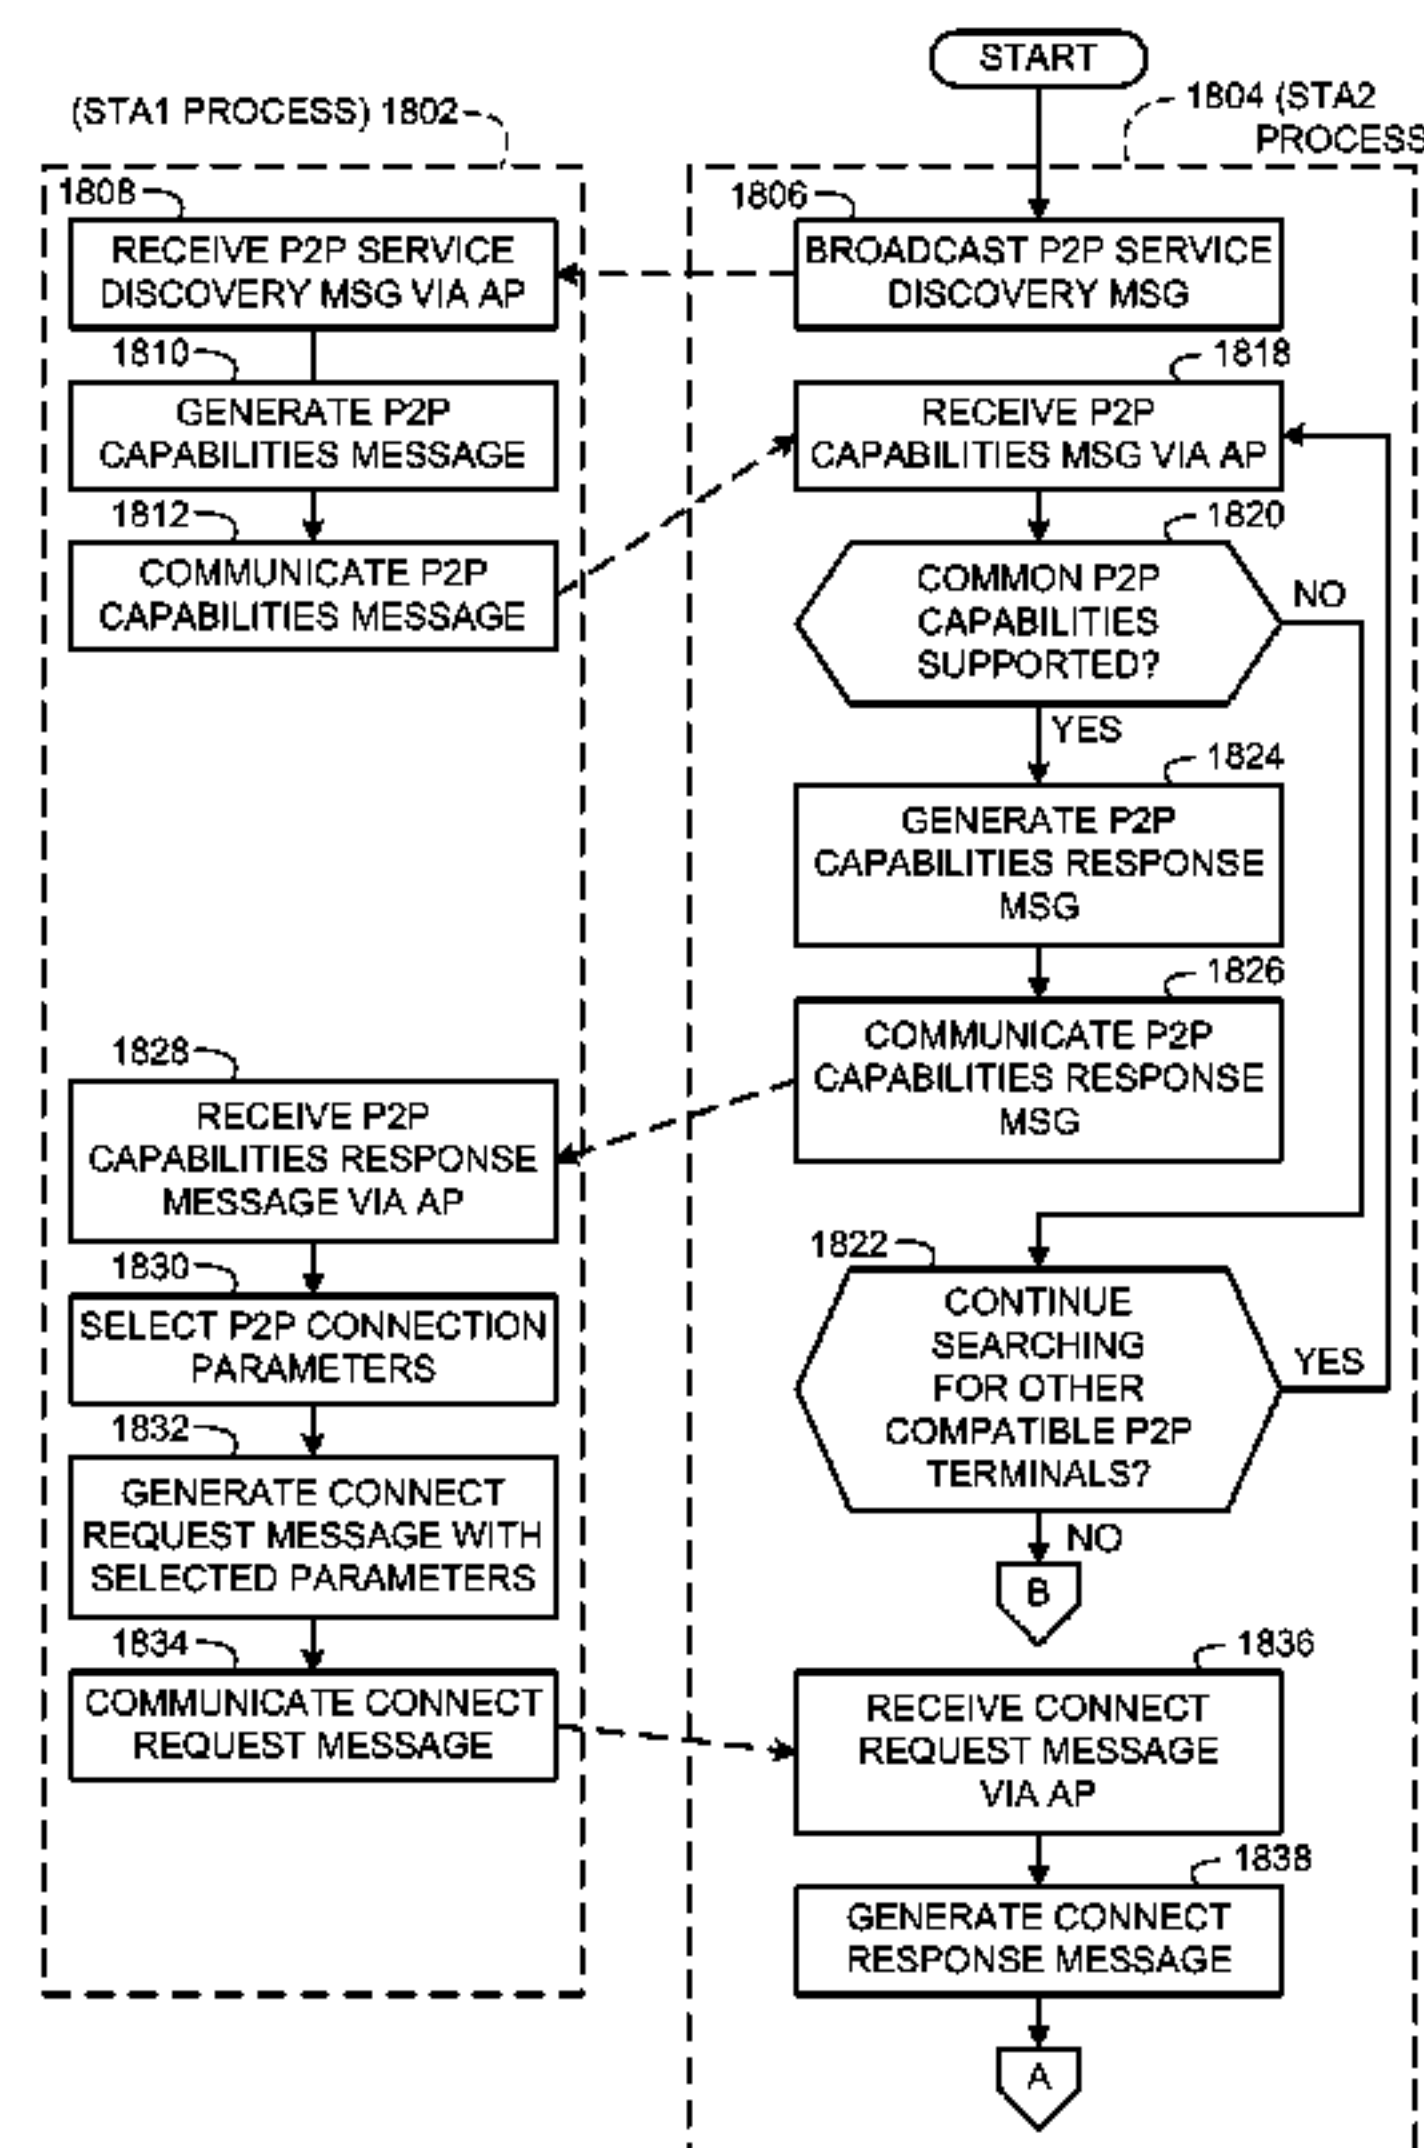 START
(STA1 PROCESS) 1802
1804 (STA2
PROCESS
1808
RECEIVE P2P SERVICE
DISCOVERY MSG VIA AP
1806
BROADCAST P2P SERVICE
DISCOVERY MSG
1810
GENERATE P2P
CAPABILITIES MESSAGE
1818
RECEIVE P2P
CAPABILITIES MSG VIA AP
1812
COMMUNICATE P2P
CAPABILITIES MESSAGE
1820
COMMON P2P
CAPABILITIES
SUPPORTED?
NO
YES
1824
GENERATE P2P
CAPABILITIES RESPONSE
MSG
1826
COMMUNICATE P2P
CAPABILITIES RESPONSE
MSG
1828
RECEIVE P2P
CAPABILITIES RESPONSE
MESSAGE VIA AP
1830
SELECT P2P CONNECTION
PARAMETERS
1822
CONTINUE
SEARCHING
FOR OTHER
COMPATIBLE P2P
TERMINALS?
YES
NO
B
1832
GENERATE CONNECT
REQUEST MESSAGE WITH
SELECTED PARAMETERS
1834
COMMUNICATE CONNECT
REQUEST MESSAGE
1836
RECEIVE CONNECT
REQUEST MESSAGE
VIA AP
1838
GENERATE CONNECT
RESPONSE MESSAGE
A